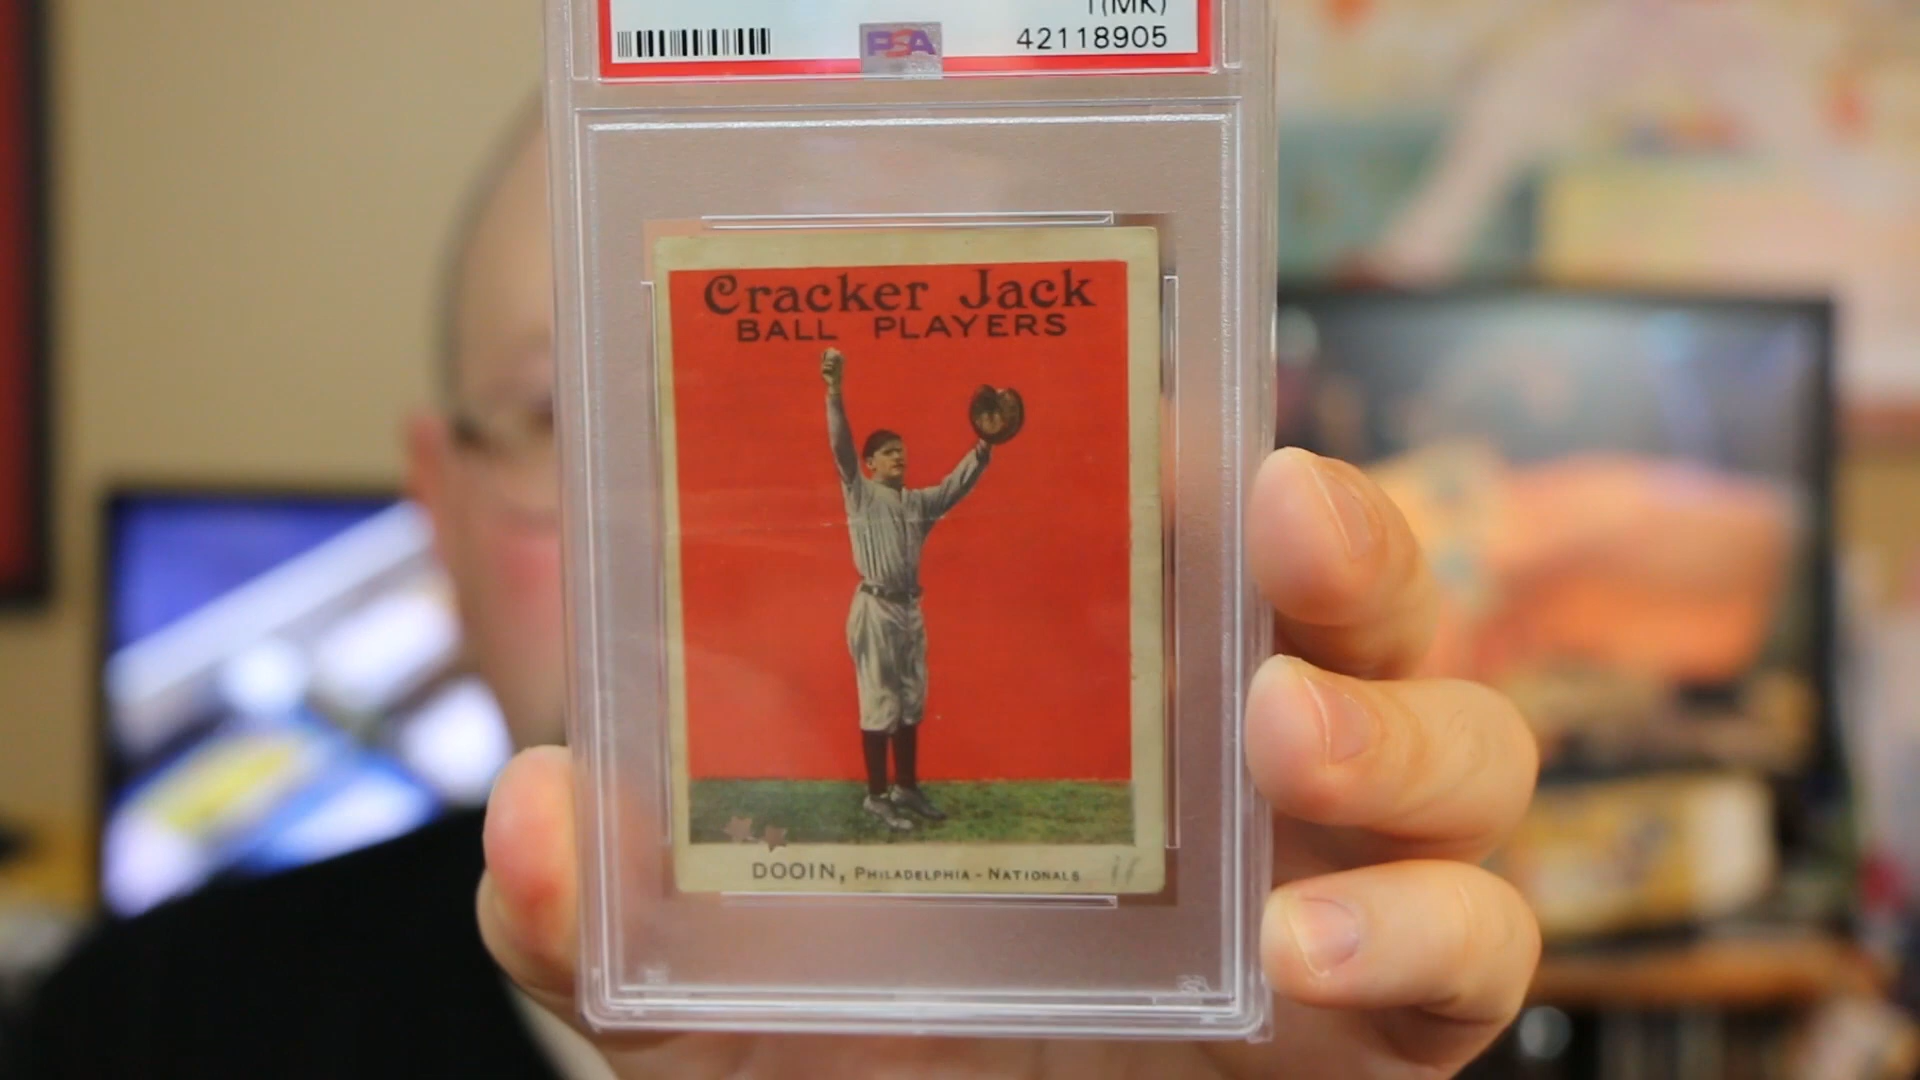 1(MK)
PSA
42118905
Cracker Jack
BALL PLAYERS
DOOIN, PHILADELPHIA - NATIONALS